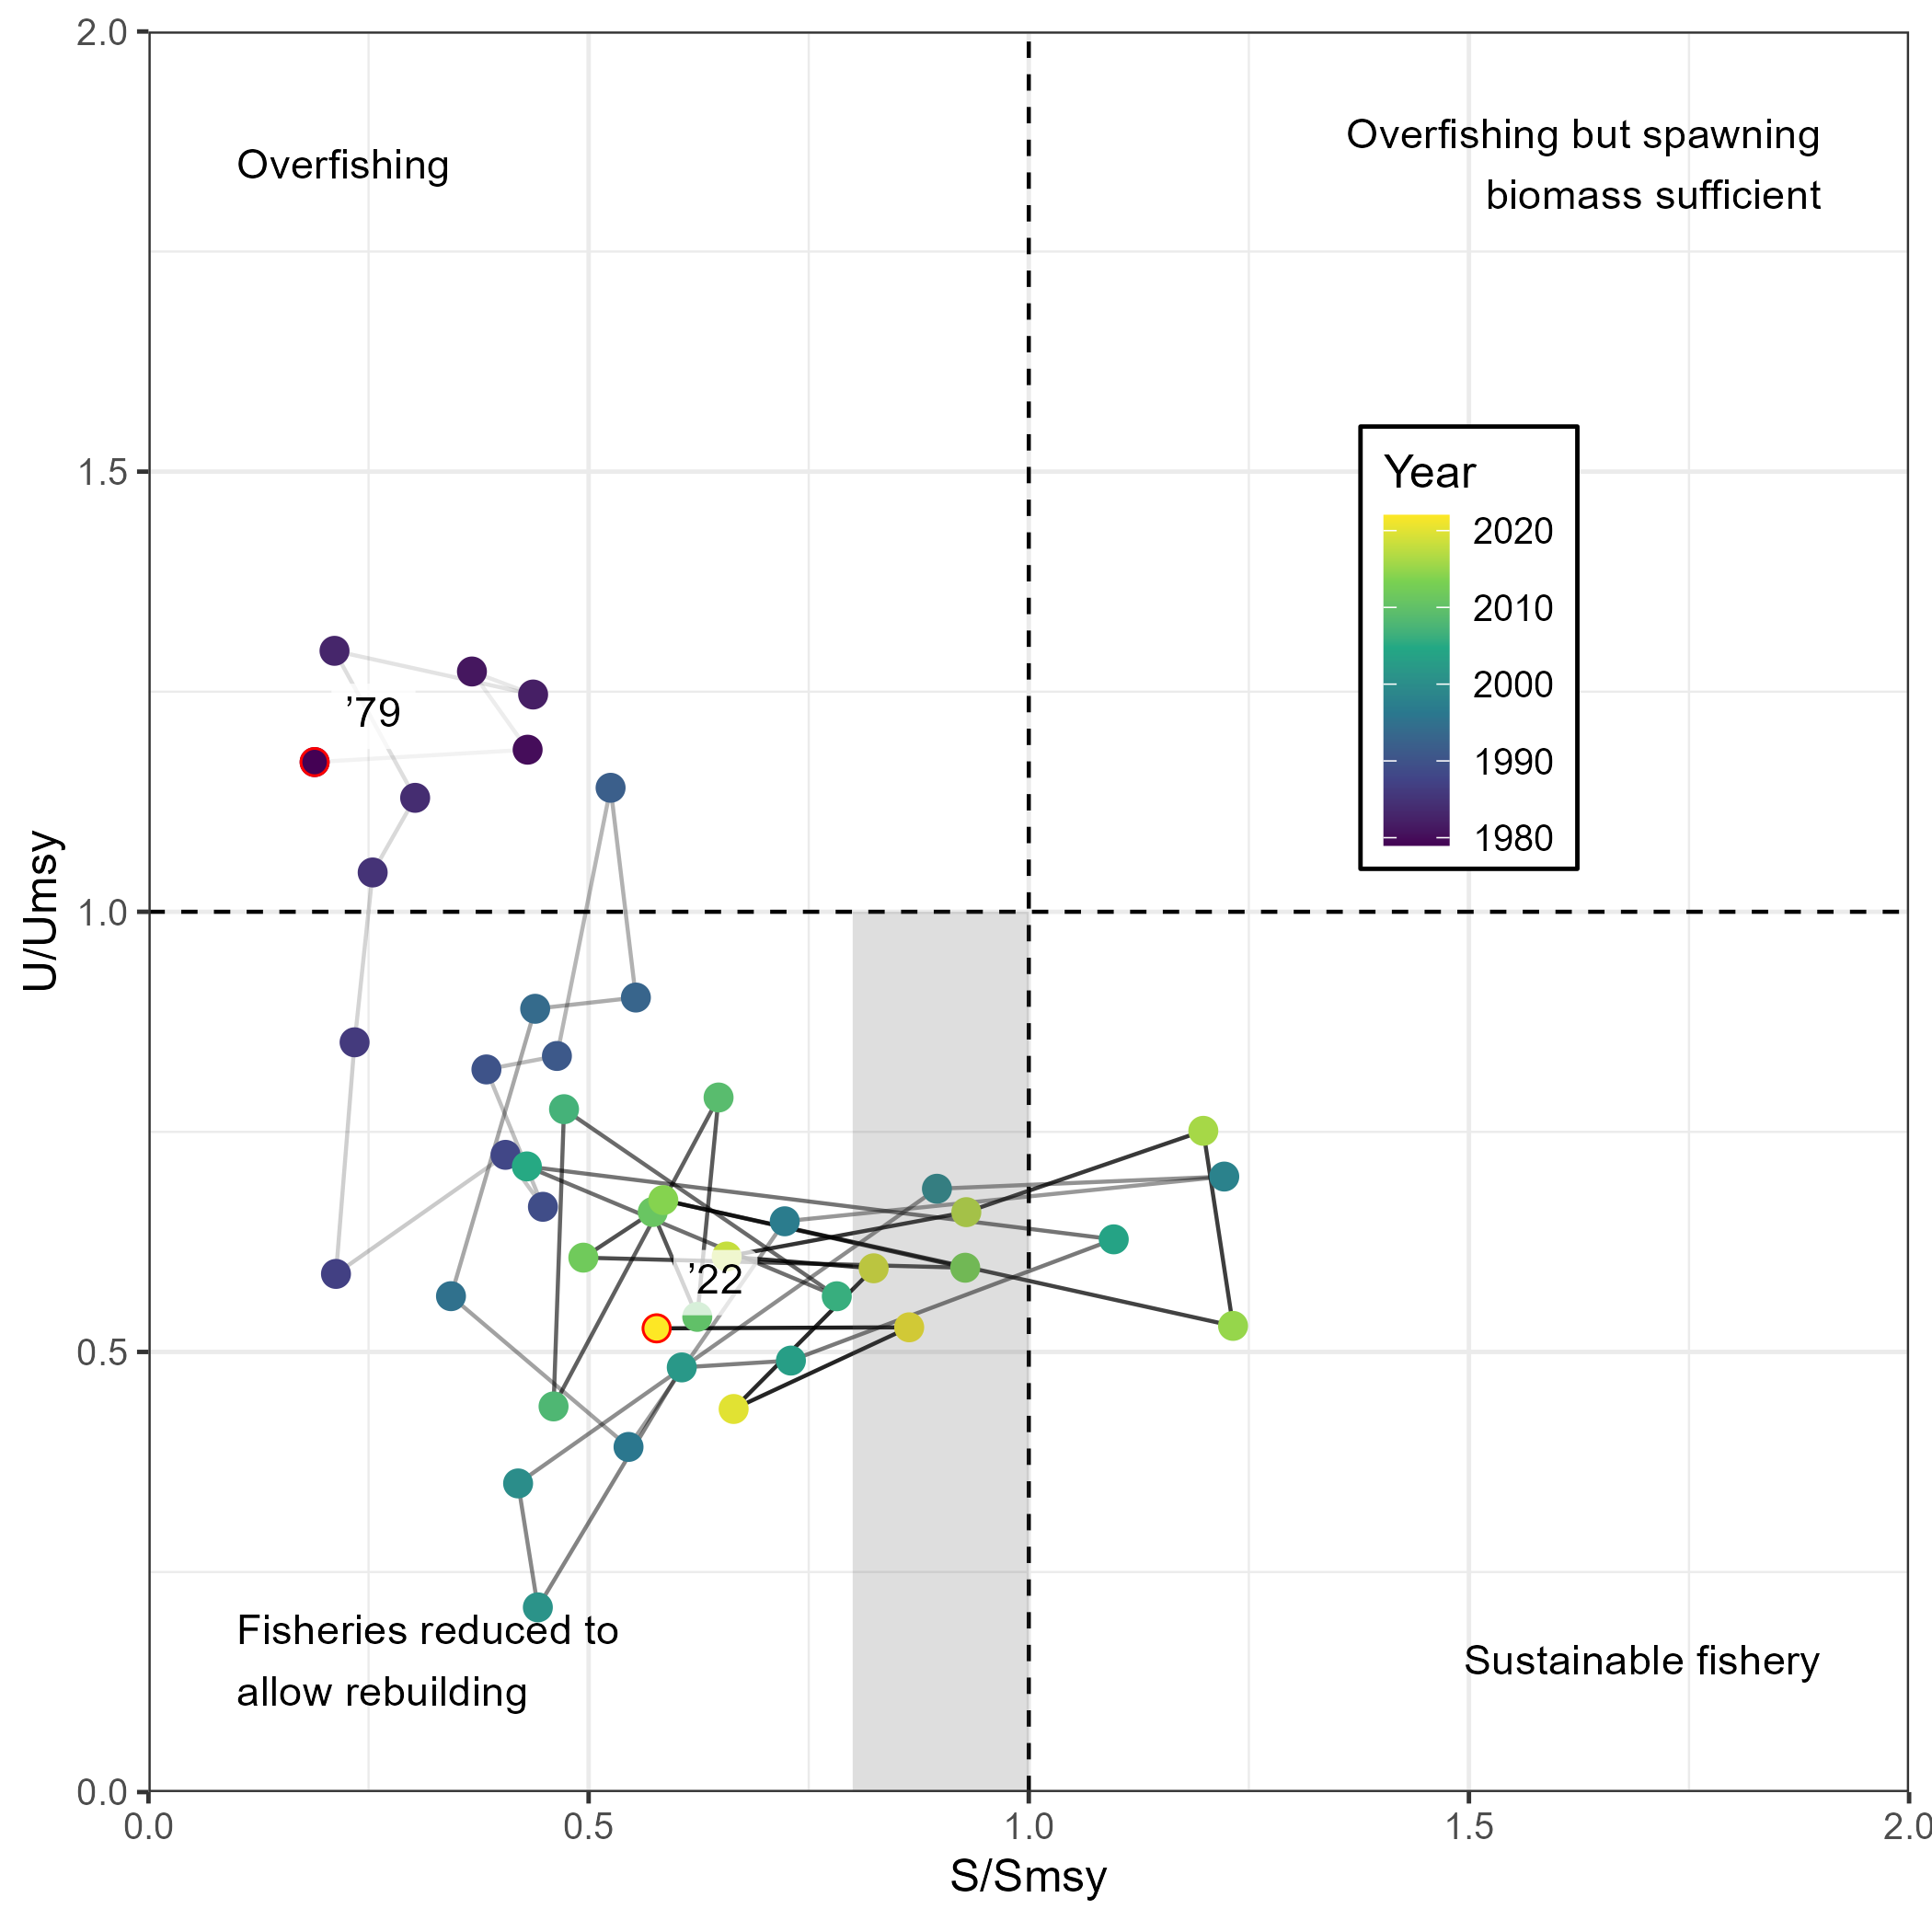 2.0
1.5
1.0
0.5
0.0
U/Umsy
Overfishing
Overfishing but spawning
biomass sufficient
Year
2020
2010
2000
1990
1980
’79
’22
Fisheries reduced to
allow rebuilding
Sustainable fishery
0.0
0.5
1.0
1.5
2.0
S/Smsy